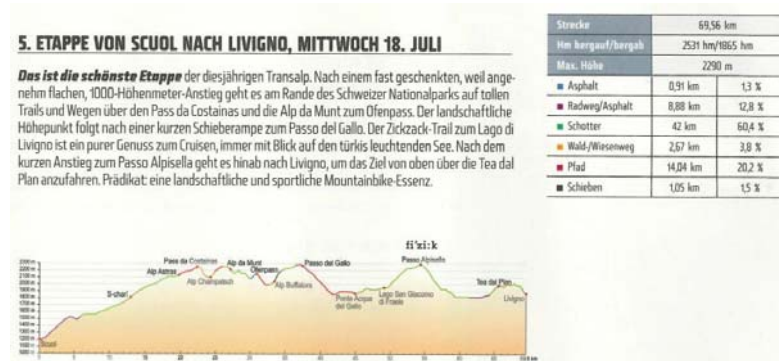 5. ETAPPE VON SCUOL NACH LIVIGNO, MITTWOCH 18. JULI
Das ist die schönste Etappe der diesjährigen Transalp. Nach einem fast geschenkten, weil ange-
nehm flachen, 1000-Höhenmeter-Anstieg geht es am Rande des Schweizer Nationalparks auf tollen
Trails und Wegen über den Pass da Costainas und die Alp da Munt zum Ofenpass. Der landschaftliche
Höhepunkt folgt nach einer kurzen Schieberampe zum Passo del Gallo. Der Zickzack-Trail zum Lago di
Livigno ist ein purer Genuss zum Cruisen, immer mit Blick auf den türkis leuchtenden See. Nach dem
kurzen Anstieg zum Passo Alpisella geht es hinab nach Livigno, um das Ziel von oben über die Tea dal
Plan anzufahren. Prädikat: eine landschaftliche und sportliche Mountainbike-Essenz.
Strecke 69,56 km
Hm bergauf/bergab 2531 hm/1865 hm
Max. Höhe 2290 m
Asphalt 0,91 km 1,3 %
Radweg/Asphalt 8,88 km 12,8 %
Schotter 42 km 60,4 %
Wald-/Wiesenweg 2,67 km 3,8 %
Pfad 14,04 km 20,2 %
Schieben 1,05 km 1,5 %
fi'zi:k
Pass da Costainas Alp da Munt Passo del Gallo Passo Alpisella
Alp Astras Ofenpass
Alp Champatsch Alp Buffalora Tea dal Plan
S-charl Ponte Acqua del Gallo Lago San Giacomo di Fraele Livigno
Scuol